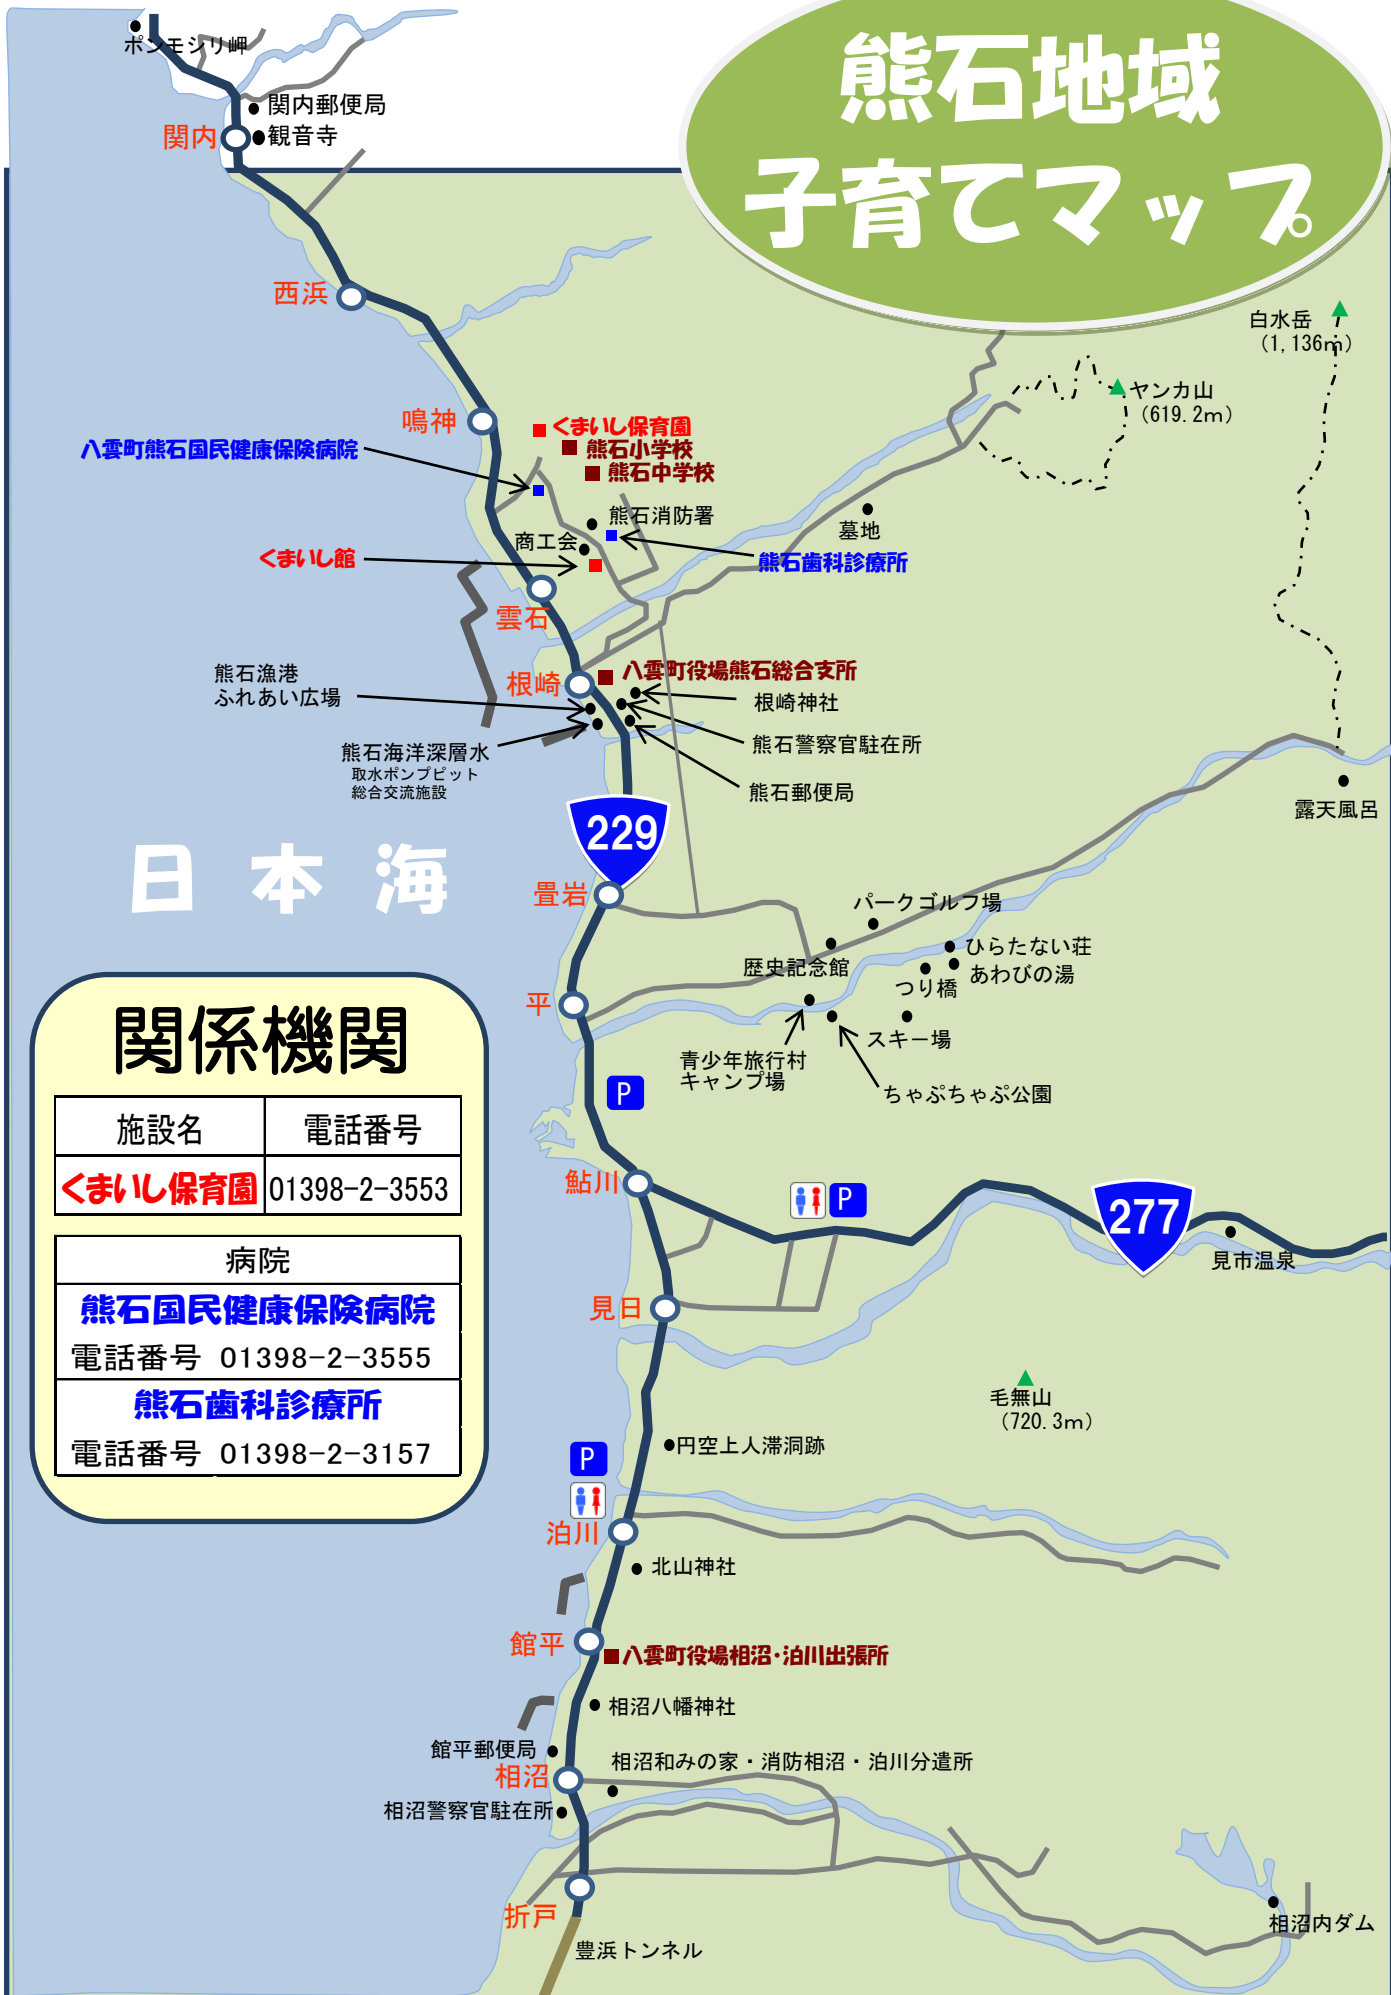 熊石地域
子育てマップ
ポンモシリ岬
関内郵便局
関内
観音寺
西浜
白水岳
(1,136m)
ヤンカ山
(619.2m)
鳴神
くまいし保育園
八雲町熊石国民健康保険病院
熊石小学校
熊石中学校
熊石消防署
墓地
商工会
くまいし館
熊石歯科診療所
雲石
熊石漁港
ふれあい広場
根崎
八雲町役場熊石総合支所
根崎神社
熊石警察官駐在所
熊石海洋深層水
取水ポンプピット
総合交流施設
熊石郵便局
露天風呂
229
日本海
畳岩
パークゴルフ場
ひらたない荘
歴史記念館
あわびの湯
つり橋
平
スキー場
青少年旅行村
キャンプ場
ちゃぷちゃぷ公園
P
鮎川
P
277
見市温泉
見日
毛無山
(720.3m)
円空上人滞洞跡
P
泊川
北山神社
館平
八雲町役場相沼・泊川出張所
相沼八幡神社
館平郵便局
相沼和みの家・消防相沼・泊川分遣所
相沼
相沼警察官駐在所
折戸
相沼内ダム
豊浜トンネル
関係機関
施設名 電話番号
くまいし保育園 01398-2-3553
病院
熊石国民健康保険病院
電話番号 01398-2-3555
熊石歯科診療所
電話番号 01398-2-3157